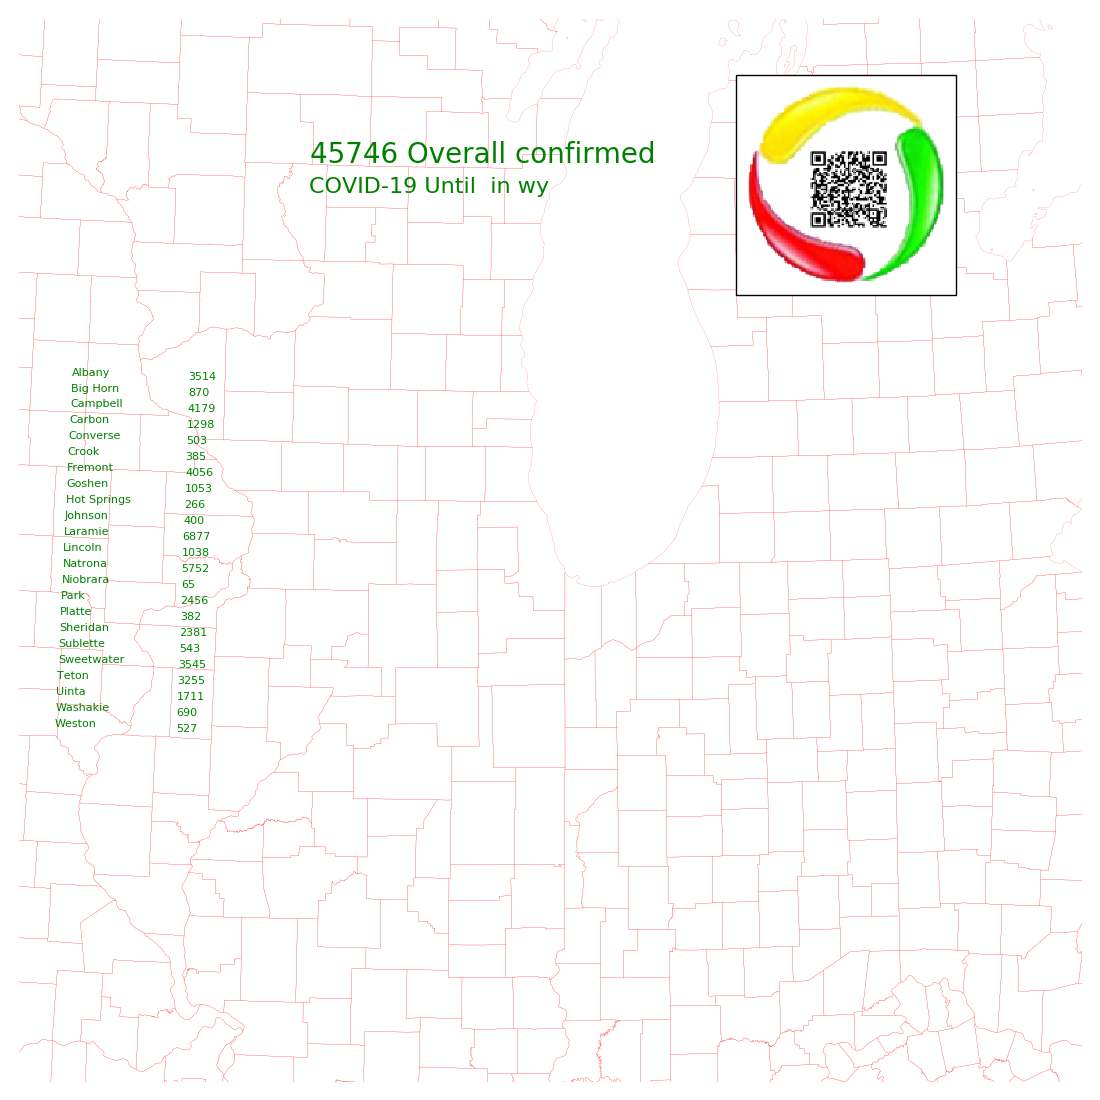 45746 Overall confirmed
COVID-19 Until  in wy
Albany 3514
Big Horn 870
Campbell 4179
Carbon 1298
Converse 503
Crook 385
Fremont 4056
Goshen 1053
Hot Springs 266
Johnson 400
Laramie 6877
Lincoln 1038
Natrona 5752
Niobrara 65
Park 2456
Platte 382
Sheridan 2381
Sublette 543
Sweetwater 3545
Teton 3255
Uinta 1711
Washakie 690
Weston 527